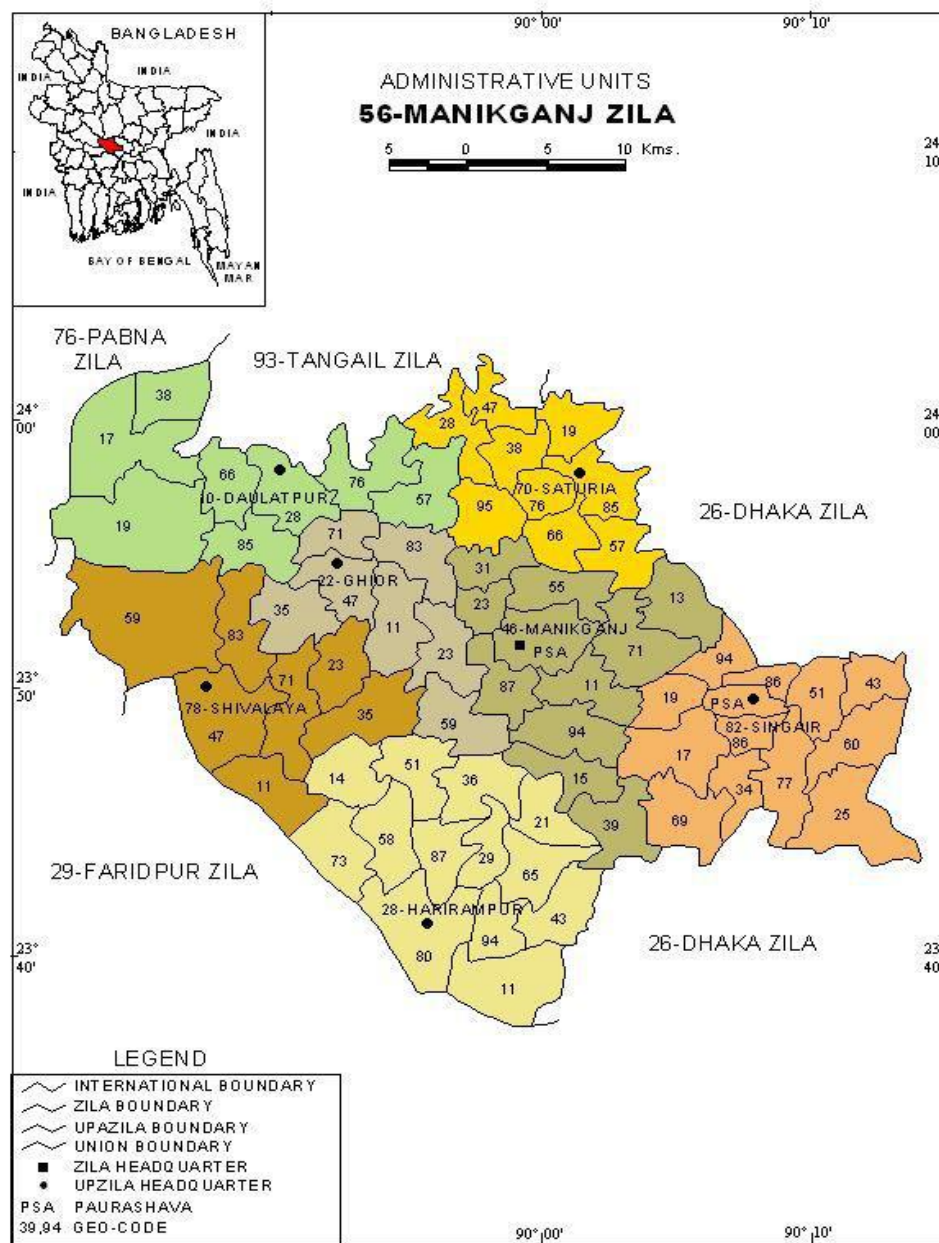 BANGLADESH
INDIA
INDIA
INDIA
INDIA
BAY OF BENGAL
MAYAN
MAR
90° 00'
90° 10'
ADMINISTRATIVE UNITS
56-MANIKGANJ ZILA
5 0 5 10 Kms.
24
10
76-PABNA
ZILA
93-TANGAIL ZILA
24°
00'
24
00
38
17
19
66
76
57
28
85
10-DAULATPUR
28
47
38
19
95
76
70-SATURIA
85
66
57
26-DHAKA ZILA
71
83
22-GHIOR
35
47
11
23
59
31
55
23
13
46-MANIKGANJ
PSA
71
87
11
94
15
39
59
83
71
23
35
78-SHIVALAYA
47
11
23°
50'
23
50
94
86
19
PSA
51
43
82-SINGAIR
86
17
60
34
77
69
25
14
51
36
21
73
58
87
29
65
28-HARIRAMPUR
43
80
94
11
29-FARIDPUR ZILA
26-DHAKA ZILA
23°
40'
23
40
LEGEND
INTERNATIONAL BOUNDARY
ZILA BOUNDARY
UPAZILA BOUNDARY
UNION BOUNDARY
ZILA HEADQUARTER
UPZILA HEADQUARTER
PSA PAURASHAVA
39,94 GEO-CODE
90° 00'
90° 10'